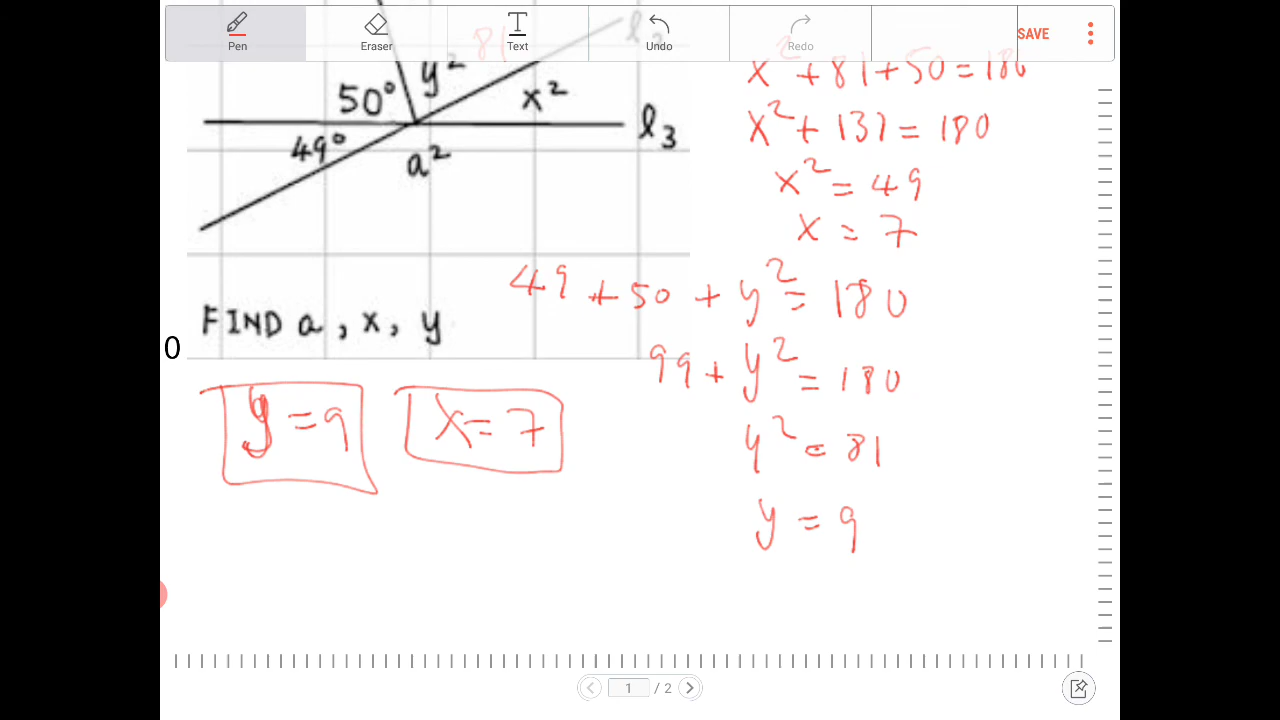 Pen
Eraser
Text
Undo
Redo
SAVE
81
y²
50°
x²
l₃
49°
a²
x² + 81 + 50 = 180
x² + 131 = 180
x² = 49
x = 7
49 + 50 + y² = 180
FIND a, x, y
0
99 + y² = 180
y = 9
x = 7
y² = 81
y = 9
1 / 2